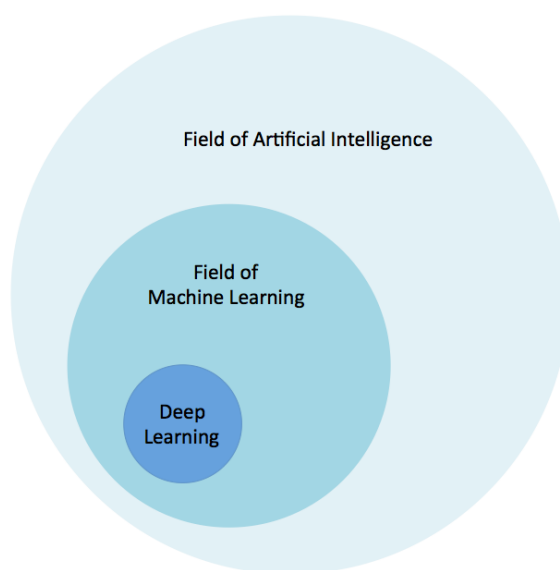 Field of Artificial Intelligence
Field of
Machine Learning
Deep
Learning